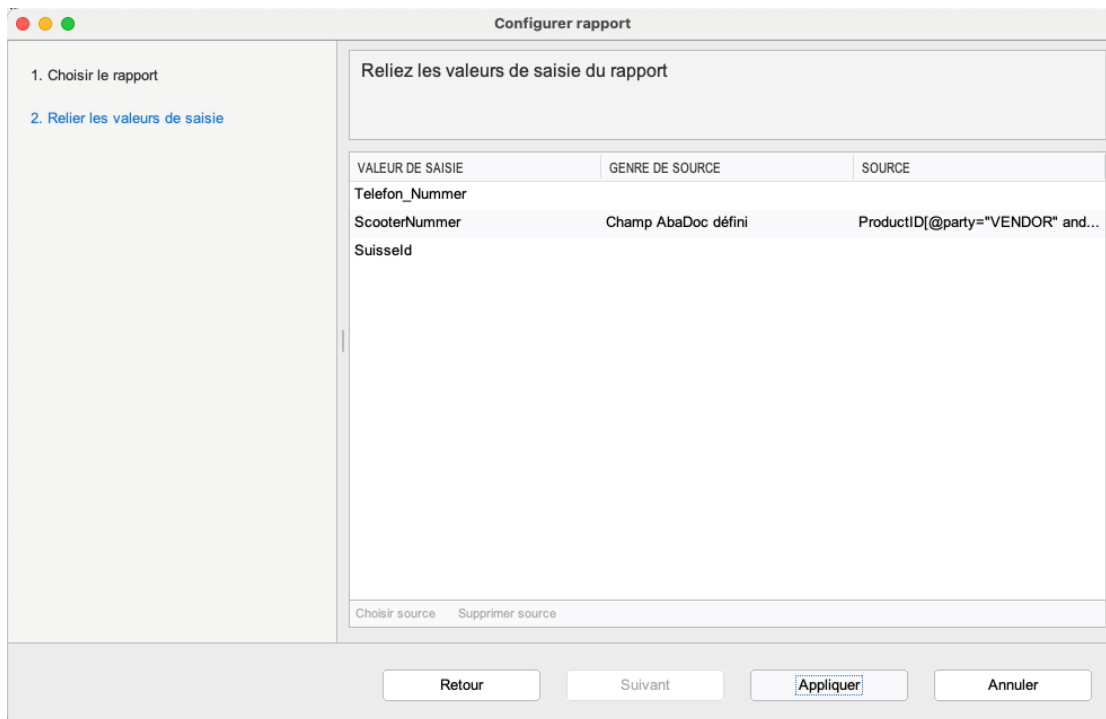 Configurer rapport
1. Choisir le rapport
2. Relier les valeurs de saisie
Reliez les valeurs de saisie du rapport
VALEUR DE SAISIE GENRE DE SOURCE SOURCE
Telefon_Nummer
ScooterNummer Champ AbaDoc défini ProductID[@party="VENDOR" and...
SuisseId
Choisir source Supprimer source
Retour Suivant Appliquer Annuler